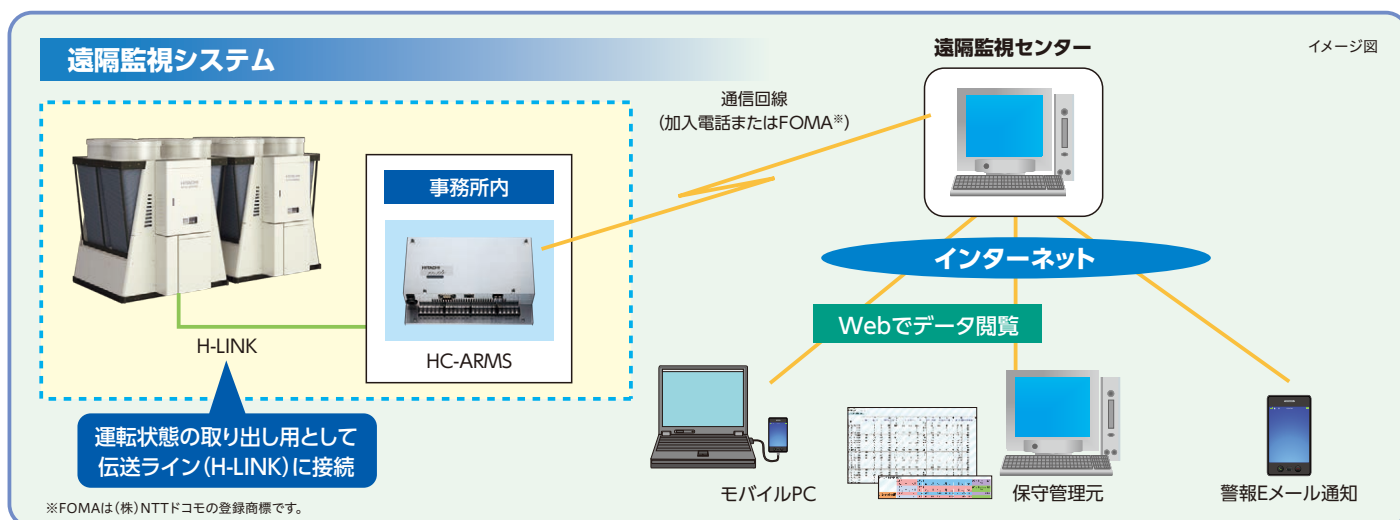 遠隔監視システム
遠隔監視センター
イメージ図
通信回線
(加入電話またはFOMA※)
事務所内
HITACHI
H-LINK
HC-ARMS
インターネット
Webでデータ閲覧
運転状態の取り出し用として
伝送ライン(H-LINK)に接続
モバイルPC
保守管理元
警報Eメール通知
※FOMAは(株)NTTドコモの登録商標です。